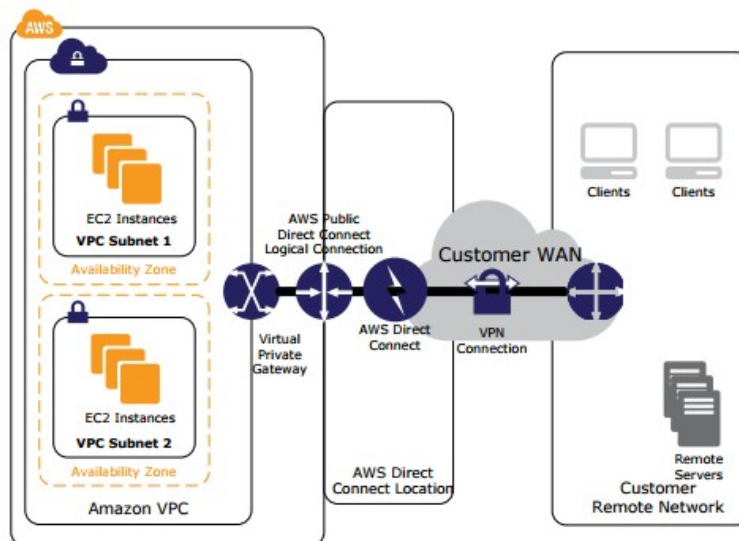 AWS
EC2 Instances
VPC Subnet 1
Availability Zone
EC2 Instances
VPC Subnet 2
Availability Zone
Amazon VPC
Virtual
Private
Gateway
AWS Public
Direct Connect
Logical Connection
AWS Direct
Connect
AWS Direct
Connect Location
Customer WAN
VPN
Connection
Clients
Clients
Remote
Servers
Customer
Remote Network